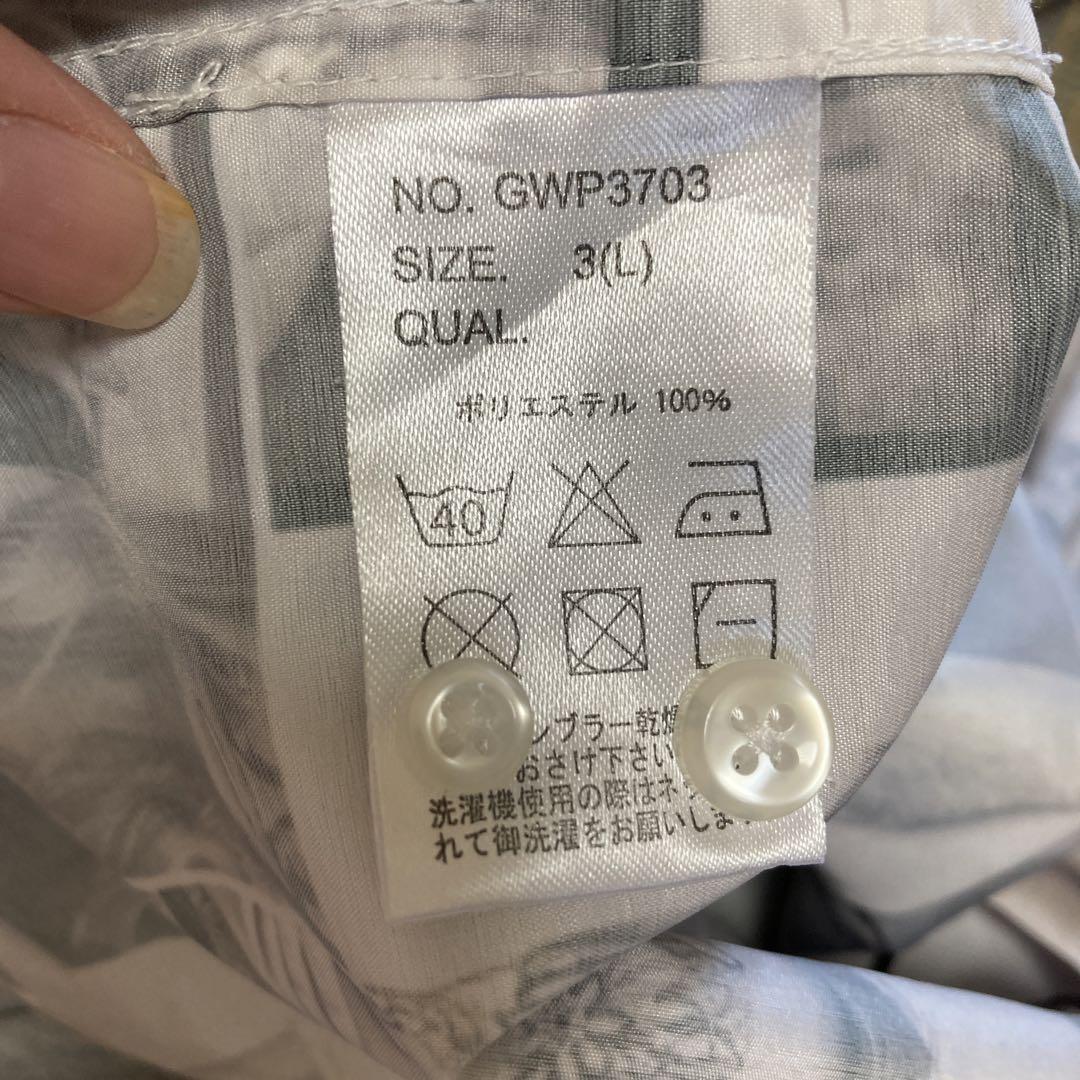 NO. GWP3703
SIZE. 3(L)
QUAL.
ポリエステル 100%
40
ンブラー乾燥
おさけ下さい
洗濯機使用の際はネッ
れて御洗濯をお願いします